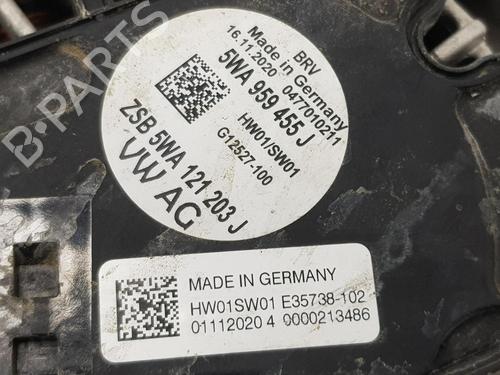 B-PARTS
BRV
Made in Germany
16.11.2020 0477010211
5WA 959 455 J
HW01/SW01
G12527-100
ZSB 5WA 121 203 J
VW AG
MADE IN GERMANY
HW01SW01 E35738-102
01112020 4 0000213486